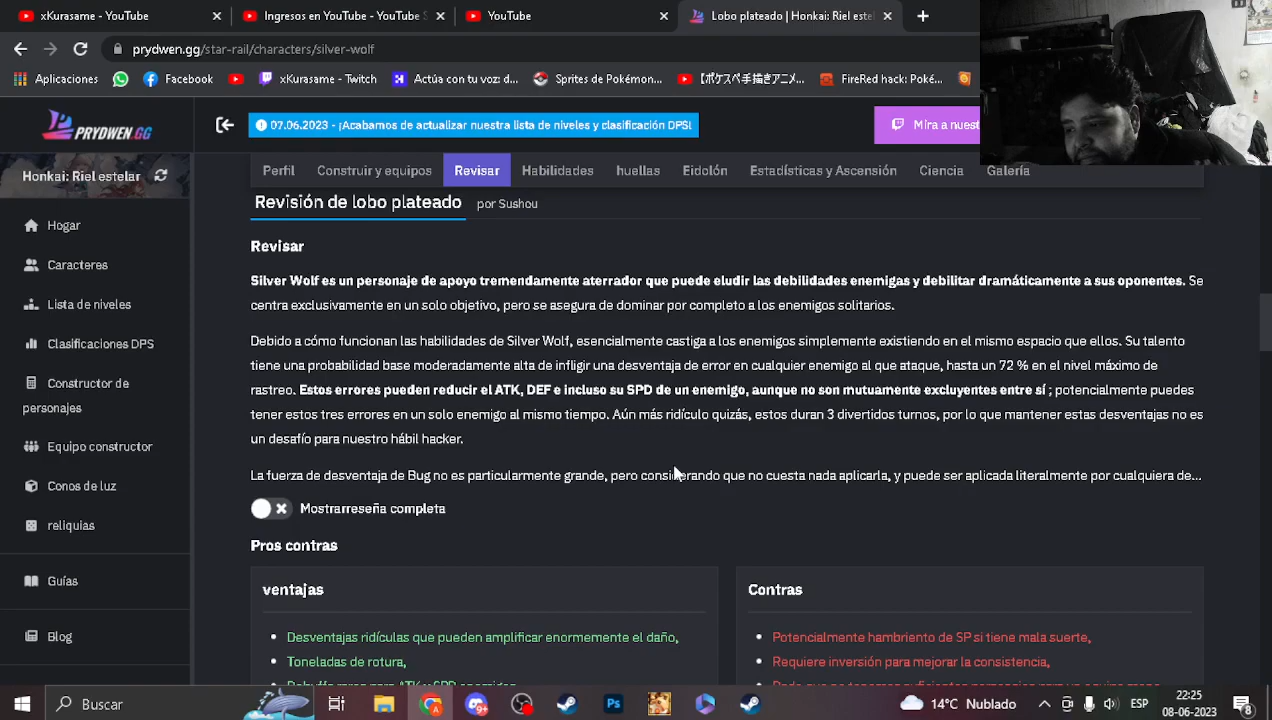 xKurasame - YouTube
Ingresos en YouTube - YouTube S
YouTube
Lobo plateado | Honkai: Riel estel
prydwen.gg/star-rail/characters/silver-wolf
Aplicaciones
Facebook
xKurasame - Twitch
Actúa con tu voz: d...
Sprites de Pokémon...
【ポケスペ手描きアニメ...
FireRed hack: Poké...
PRYDWEN.GG
07.06.2023 - ¡Acabamos de actualizar nuestra lista de niveles y clasificación DPS!
Mira a nuest
Honkai: Riel estelar
Perfil
Construir y equipos
Revisar
Habilidades
huellas
Eidolón
Estadísticas y Ascensión
Ciencia
Galería
Hogar
Caracteres
Lista de niveles
Clasificaciones DPS
Constructor de
personajes
Equipo constructor
Conos de luz
reliquias
Guías
Blog
Revisión de lobo plateado por Sushou
Revisar
Silver Wolf es un personaje de apoyo tremendamente aterrador que puede eludir las debilidades enemigas y debilitar dramáticamente a sus oponentes. Se
centra exclusivamente en un solo objetivo, pero se asegura de dominar por completo a los enemigos solitarios.
Debido a cómo funcionan las habilidades de Silver Wolf, esencialmente castiga a los enemigos simplemente existiendo en el mismo espacio que ellos. Su talento
tiene una probabilidad base moderadamente alta de infligir una desventaja de error en cualquier enemigo al que ataque, hasta un 72 % en el nivel máximo de
rastreo. Estos errores pueden reducir el ATK, DEF e incluso su SPD de un enemigo, aunque no son mutuamente excluyentes entre sí ; potencialmente puedes
tener estos tres errores en un solo enemigo al mismo tiempo. Aún más ridículo quizás, estos duran 3 divertidos turnos, por lo que mantener estas desventajas no es
un desafío para nuestro hábil hacker.
La fuerza de desventaja de Bug no es particularmente grande, pero considerando que no cuesta nada aplicarla, y puede ser aplicada literalmente por cualquiera de...
Mostrarreseña completa
Pros contras
ventajas
Desventajas ridículas que pueden amplificar enormemente el daño,
Toneladas de rotura,
Contras
Potencialmente hambriento de SP si tiene mala suerte,
Requiere inversión para mejorar la consistencia,
Buscar
14°C Nublado
ESP
22:25
08-06-2023
8